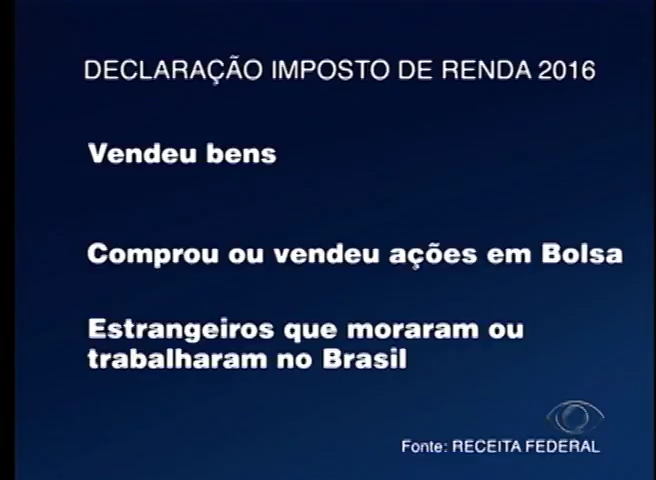 DECLARAÇÃO IMPOSTO DE RENDA 2016
Vendeu bens
Comprou ou vendeu ações em Bolsa
Estrangeiros que moraram ou
trabalharam no Brasil
Fonte: RECEITA FEDERAL